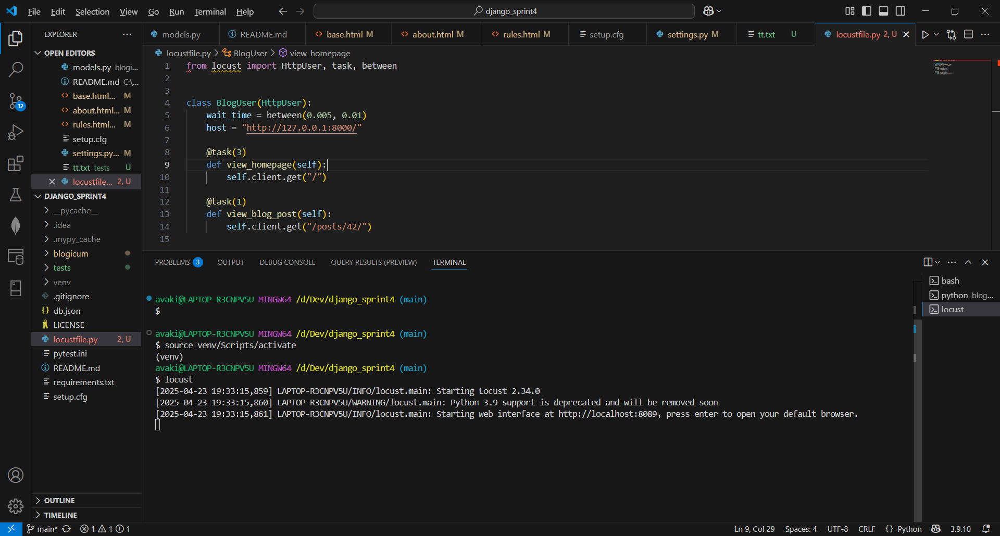 File Edit Selection View Go Run Terminal Help
django_sprint4
EXPLORER
OPEN EDITORS
models.py blogi...
README.md C:\...
base.html... M
about.html... M
rules.html... M
setup.cfg
settings.py... M
tt.txt tests U
locustfile... 2, U
DJANGO_SPRINT4
__pycache__
.idea
.mypy_cache
blogicum
tests
venv
.gitignore
db.json
LICENSE
locustfile.py 2, U
pytest.ini
README.md
requirements.txt
setup.cfg
OUTLINE
TIMELINE
12
models.py README.md base.html M about.html M rules.html M setup.cfg settings.py M tt.txt U locustfile.py 2, U
locustfile.py > BlogUser > view_homepage
1 from locust import HttpUser, task, between
2
3
4 class BlogUser(HttpUser):
5 wait_time = between(0.005, 0.01)
6 host = "http://127.0.0.1:8000/"
7
8 @task(3)
9 def view_homepage(self):
10 self.client.get("/")
11
12 @task(1)
13 def view_blog_post(self):
14 self.client.get("/posts/42/")
15
PROBLEMS 3 OUTPUT DEBUG CONSOLE QUERY RESULTS (PREVIEW) TERMINAL
avaki@LAPTOP-R3CNPV5U MINGW64 /d/Dev/django_sprint4 (main)
$
avaki@LAPTOP-R3CNPV5U MINGW64 /d/Dev/django_sprint4 (main)
$ source venv/Scripts/activate
(venv)
avaki@LAPTOP-R3CNPV5U MINGW64 /d/Dev/django_sprint4 (main)
$ locust
[2025-04-23 19:33:15,859] LAPTOP-R3CNPV5U/INFO/locust.main: Starting Locust 2.34.0
[2025-04-23 19:33:15,860] LAPTOP-R3CNPV5U/WARNING/locust.main: Python 3.9 support is deprecated and will be removed soon
[2025-04-23 19:33:15,861] LAPTOP-R3CNPV5U/INFO/locust.main: Starting web interface at http://localhost:8089, press enter to open your default browser.
bash
python blog...
locust
main* 1 1 1
Ln 9, Col 29 Spaces: 4 UTF-8 CRLF {} Python 3.9.10